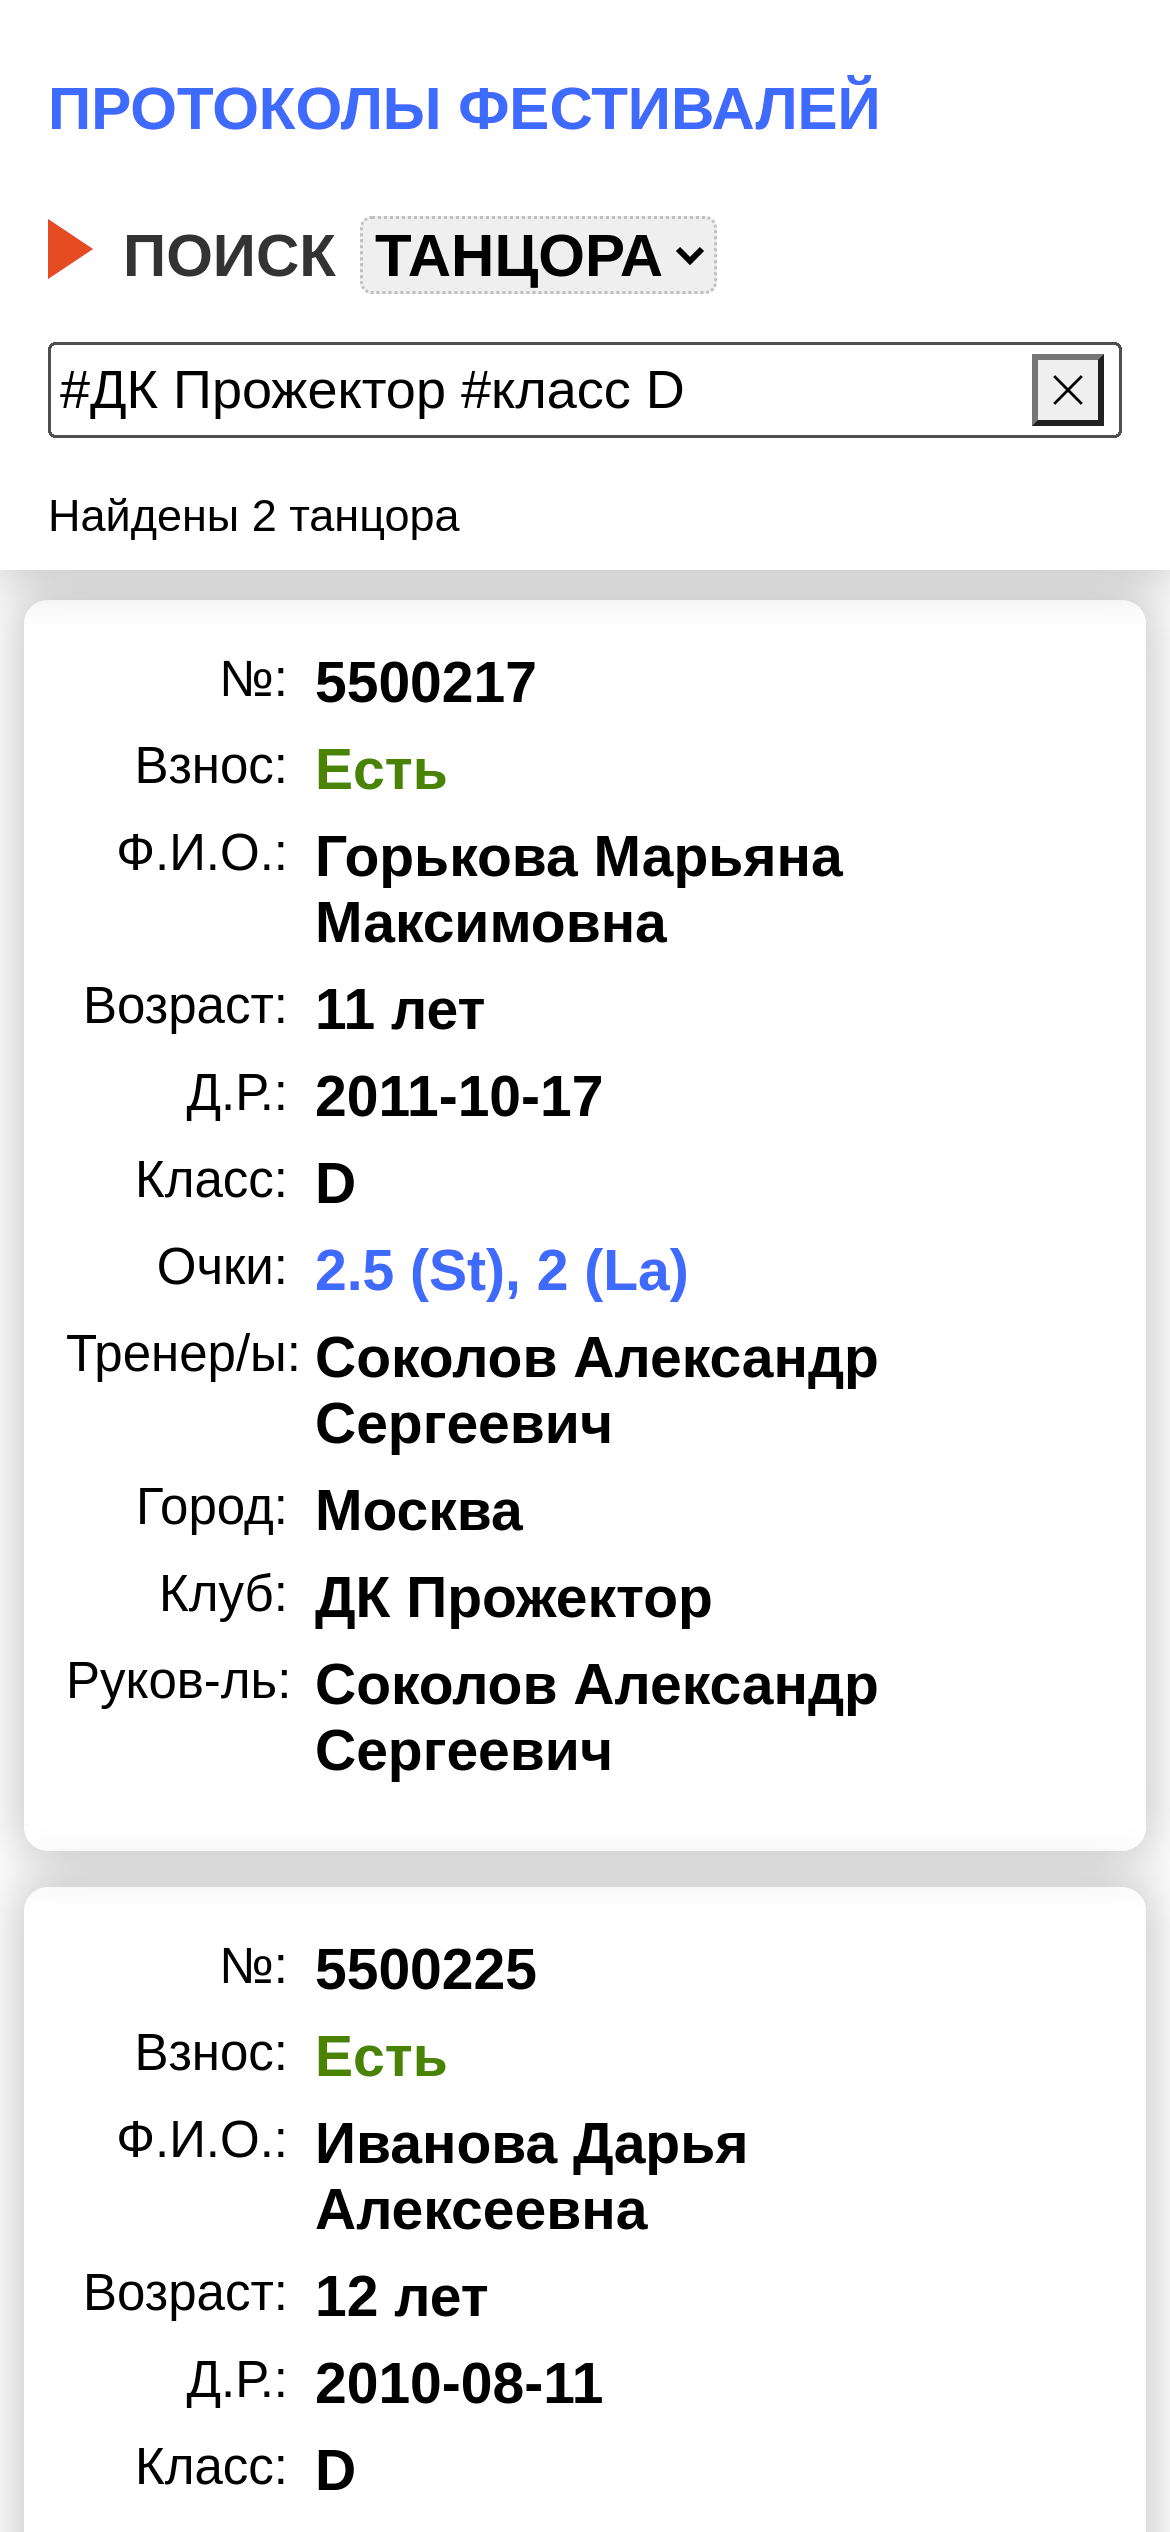 ПРОТОКОЛЫ ФЕСТИВАЛЕЙ
ПОИСК ТАНЦОРА
#ДК Прожектор #класс D
Найдены 2 танцора
№: 5500217
Взнос: Есть
Ф.И.О.: Горькова Марьяна
Максимовна
Возраст: 11 лет
Д.Р.: 2011-10-17
Класс: D
Очки: 2.5 (St), 2 (La)
Тренер/ы: Соколов Александр
Сергеевич
Город: Москва
Клуб: ДК Прожектор
Руков-ль: Соколов Александр
Сергеевич
№: 5500225
Взнос: Есть
Ф.И.О.: Иванова Дарья
Алексеевна
Возраст: 12 лет
Д.Р.: 2010-08-11
Класс: D